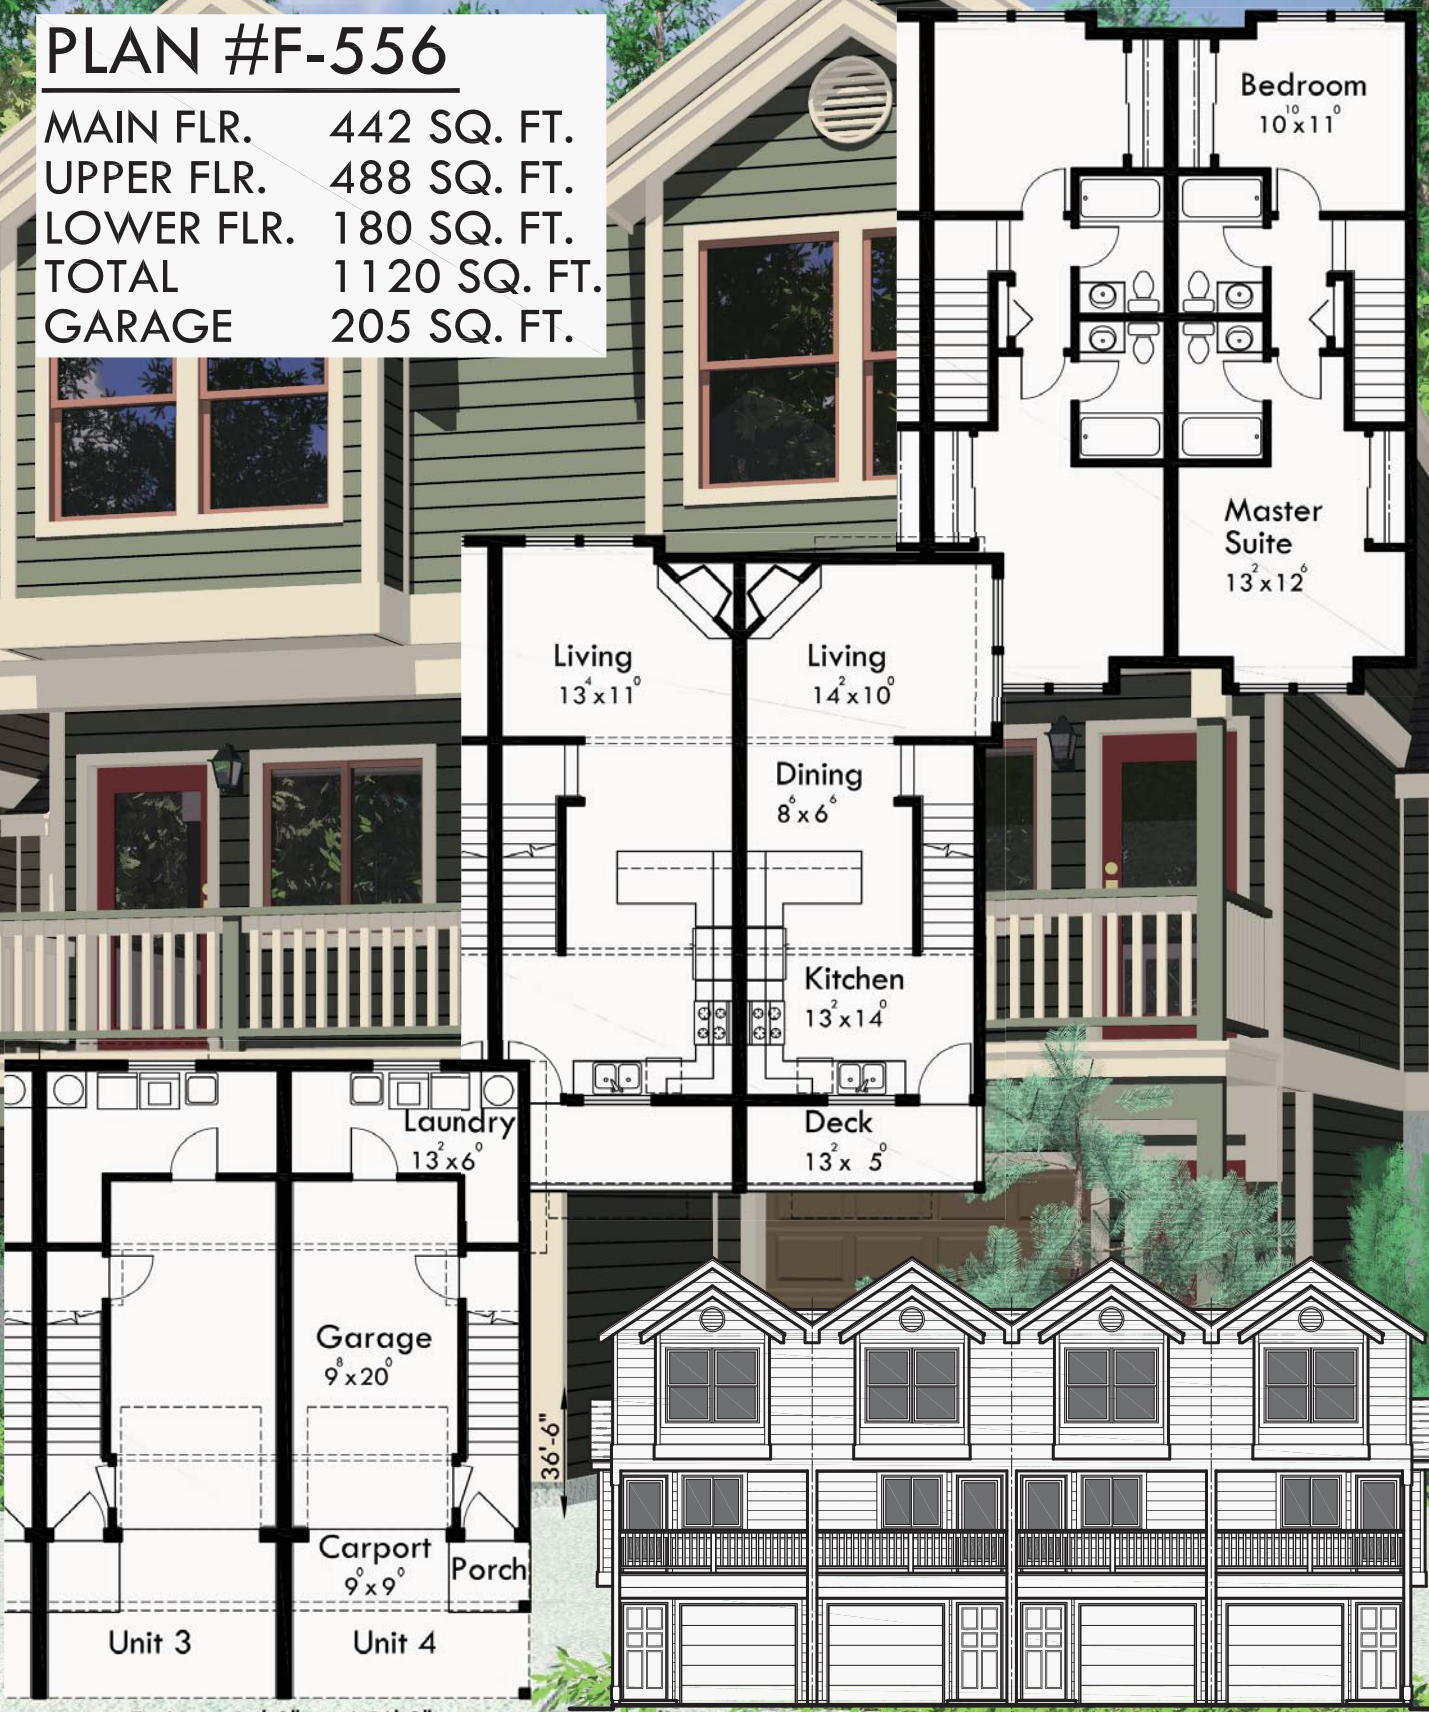 PLAN #F-556
MAIN FLR. 442 SQ. FT.
UPPER FLR. 488 SQ. FT.
LOWER FLR. 180 SQ. FT.
TOTAL 1120 SQ. FT.
GARAGE 205 SQ. FT.
Bedroom
10¹⁰x11⁰
Master
Suite
13²x12⁶
Living
13⁴x11⁰
Living
14²x10⁰
Dining
8⁶x6⁶
Kitchen
13²x14⁰
Deck
13²x 5⁰
Laundry
13²x6⁰
Garage
9⁸x20⁰
36'-6"
Carport
9⁰x9⁰
Porch
Unit 3
Unit 4